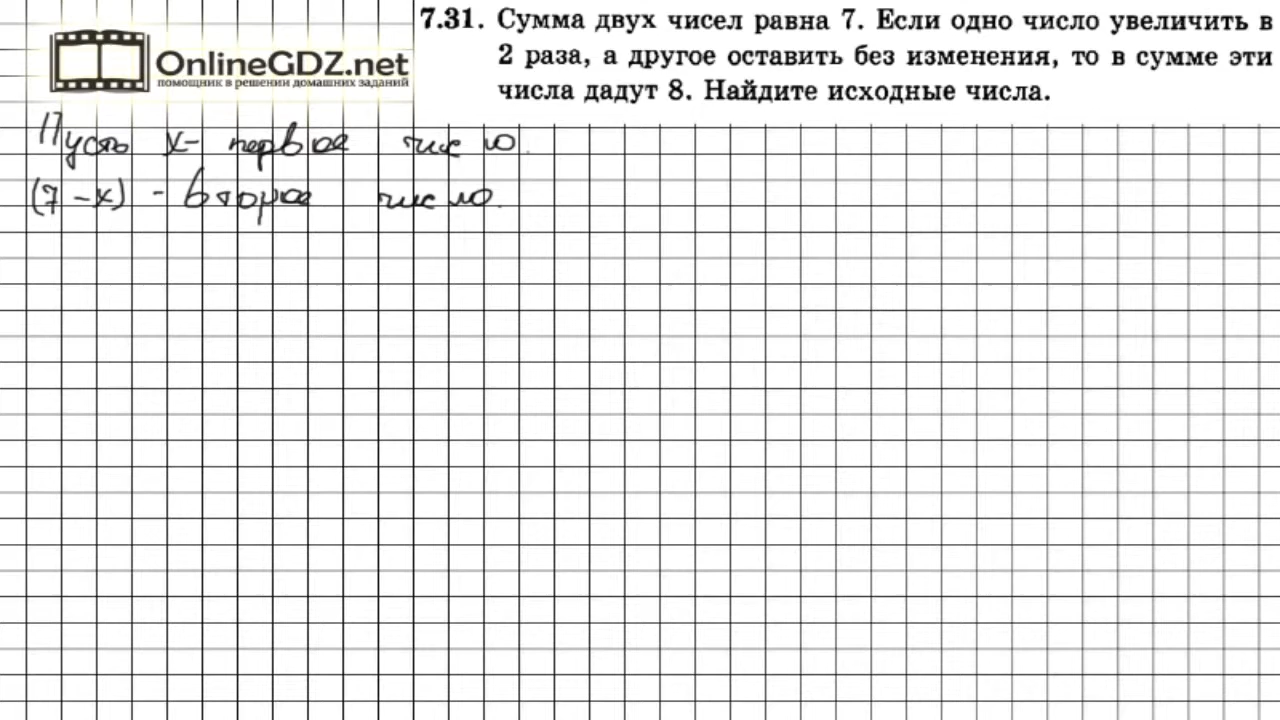 OnlineGDZ.net
помощник в решении домашних заданий
7.31. Сумма двух чисел равна 7. Если одно число увеличить в
2 раза, а другое оставить без изменения, то в сумме эти
числа дадут 8. Найдите исходные числа.
Пусть x- первое число.
(7-x) - второе число.